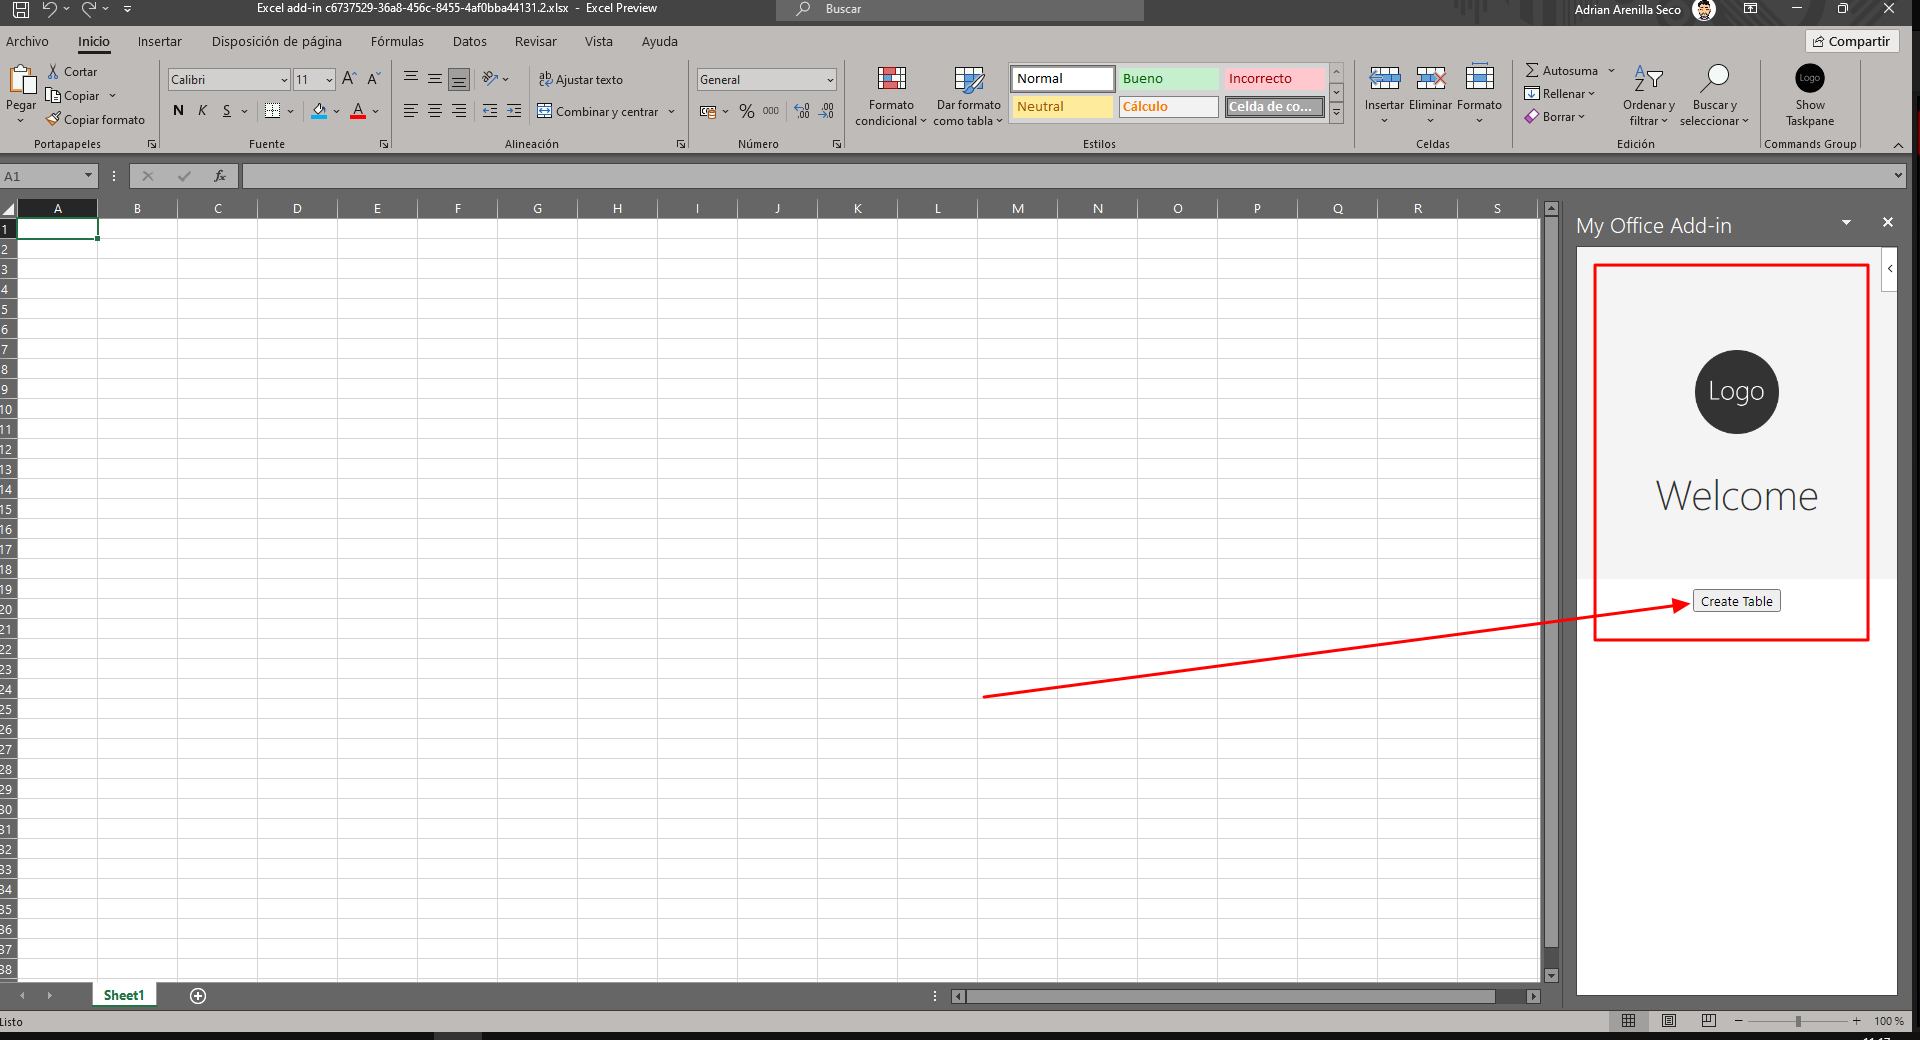 Excel add-in c6737529-36a8-456c-8455-4af0bba44131.2.xlsx - Excel Preview
Buscar
Adrian Arenilla Seco
Archivo Inicio Insertar Disposición de página Fórmulas Datos Revisar Vista Ayuda
Compartir
Pegar
Cortar
Copiar
Copiar formato
Portapapeles
Calibri 11
N K S A
Fuente
ab Ajustar texto
Combinar y centrar
Alineación
General
% 000
Número
Formato condicional
Dar formato como tabla
Normal Bueno Incorrecto
Neutral Cálculo Celda de co...
Estilos
Insertar Eliminar Formato
Celdas
Autosuma
Rellenar
Borrar
Ordenar y filtrar
Buscar y seleccionar
Edición
Logo
Show Taskpane
Commands Group
A1
fx
A B C D E F G H I J K L M N O P Q R S
1
2
3
4
5
6
7
8
9
10
11
12
13
14
15
16
17
18
19
20
21
22
23
24
25
26
27
28
29
30
31
32
33
34
35
36
37
38
My Office Add-in
Logo
Welcome
Create Table
Sheet1
Listo
100 %